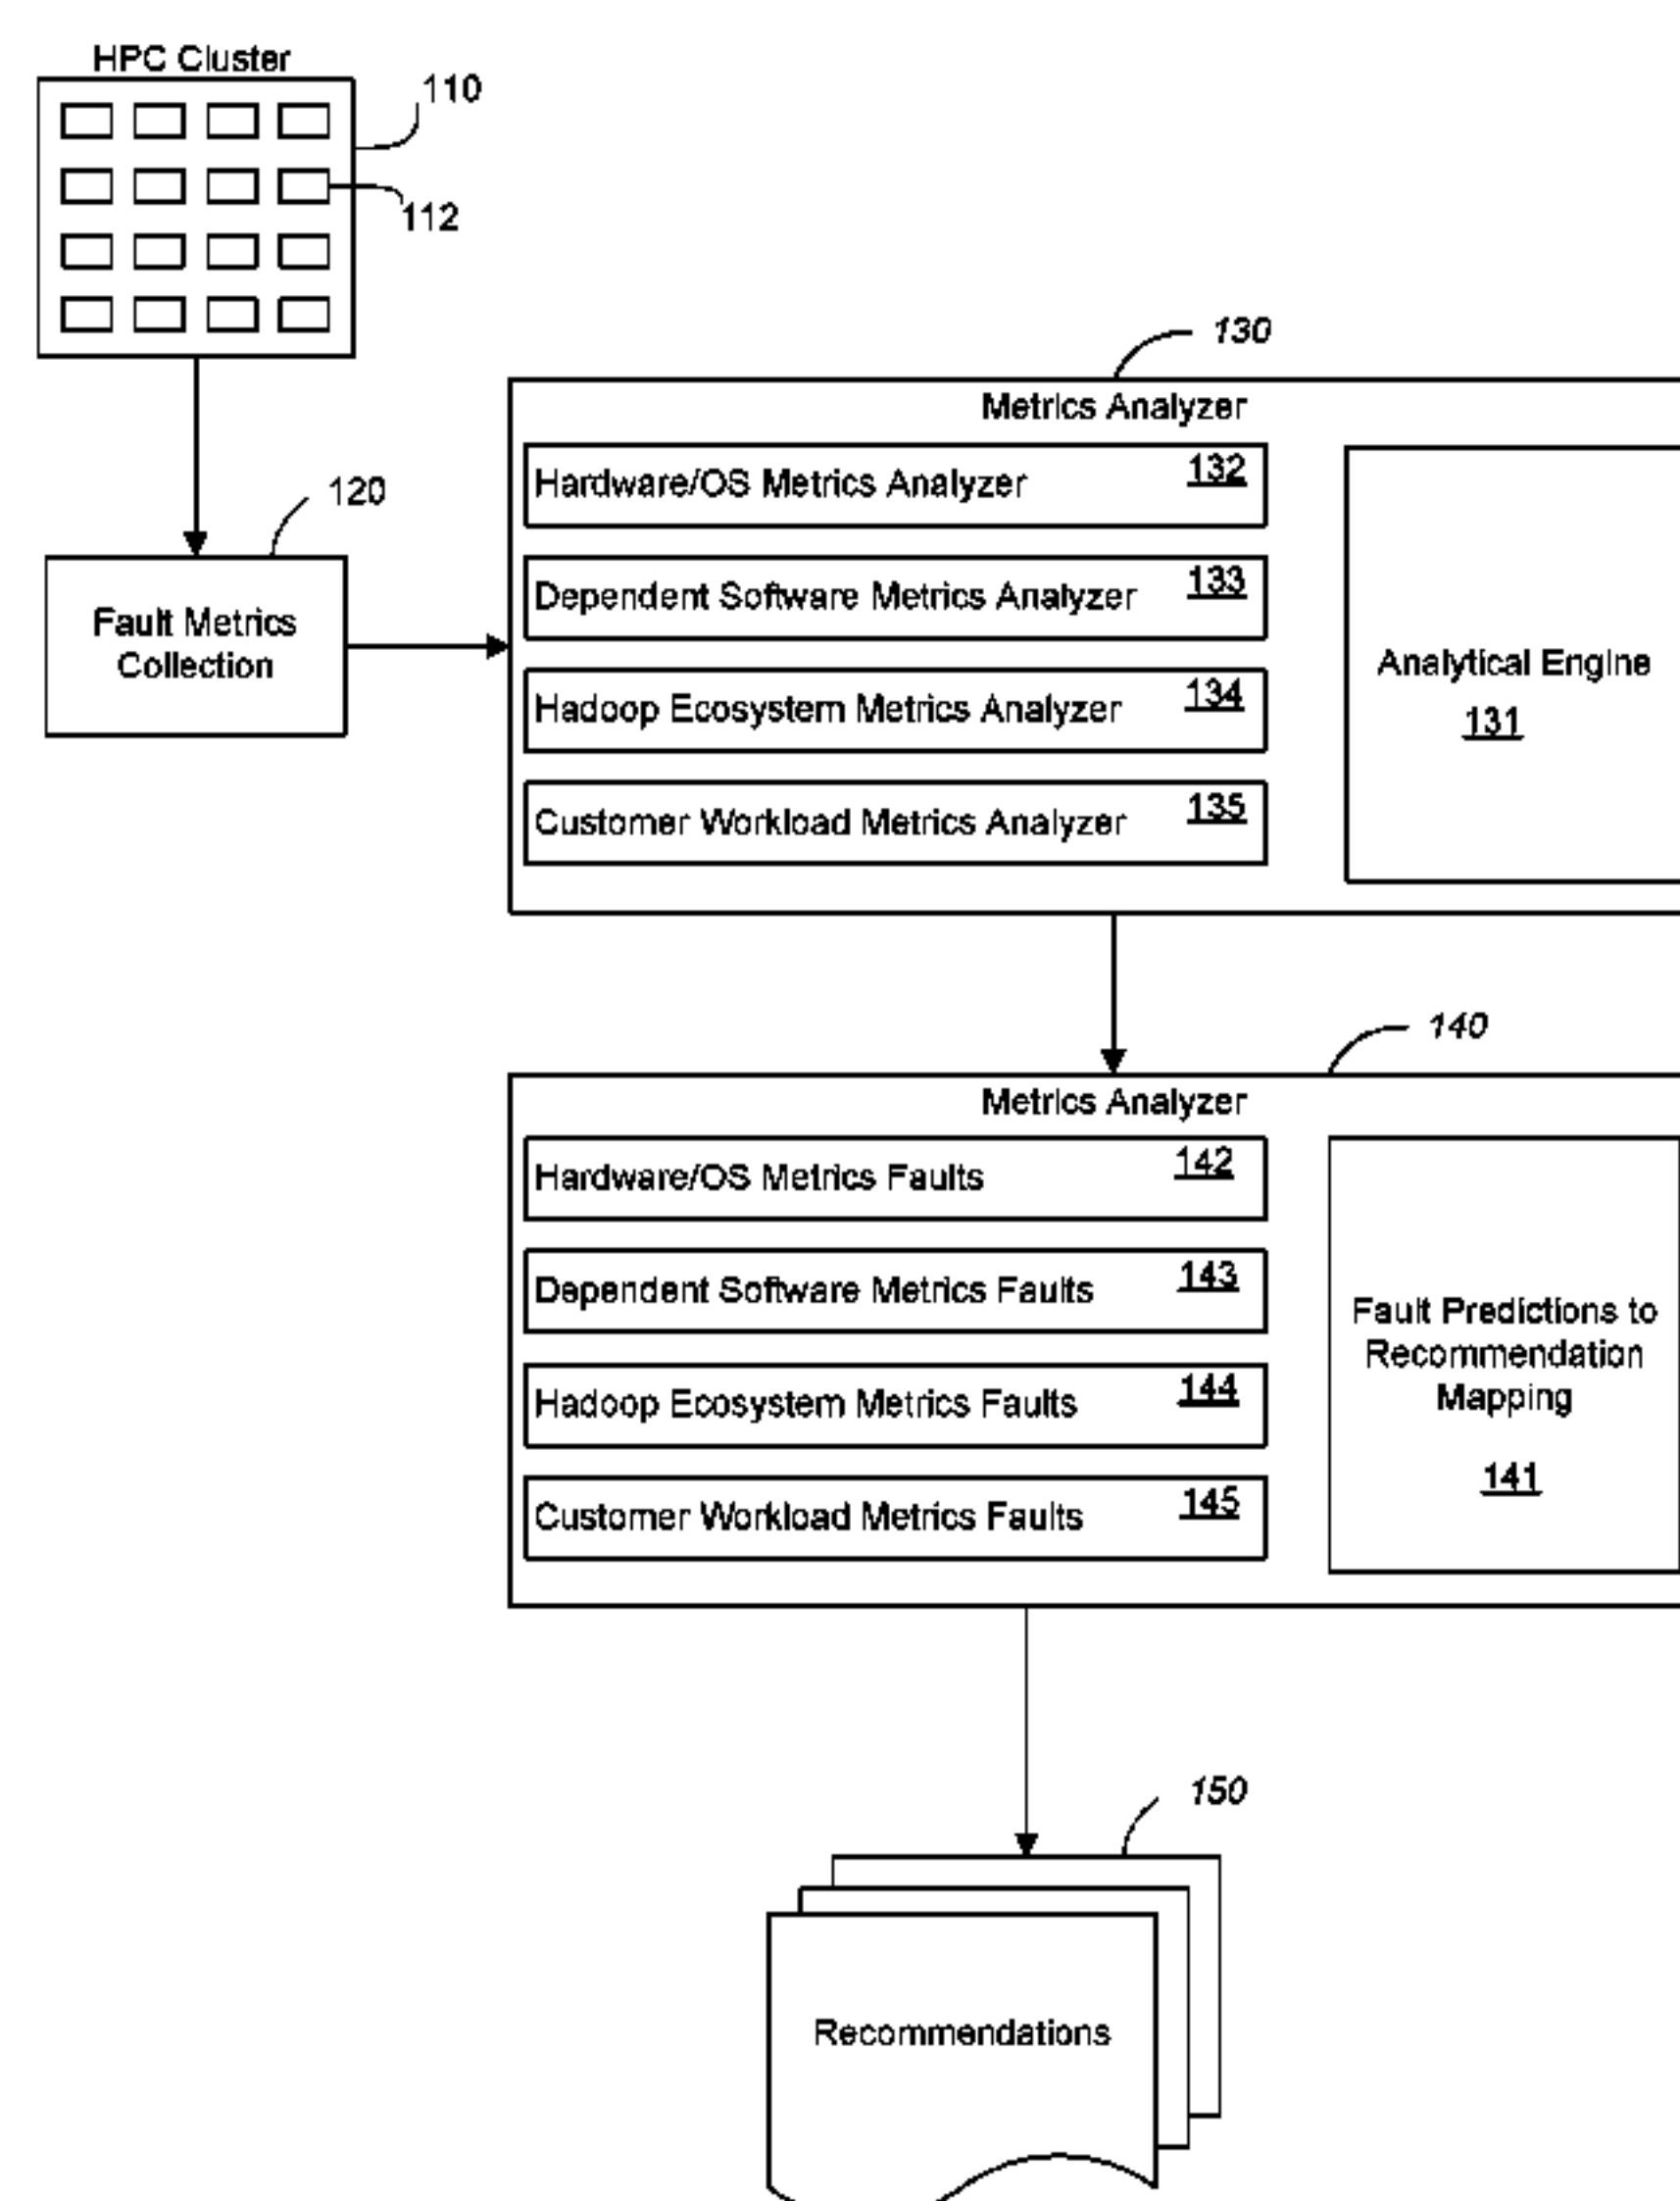 HPC Cluster
110
112
130
Metrics Analyzer
Hardware/OS Metrics Analyzer 132
120
Dependent Software Metrics Analyzer 133
Fault Metrics
Collection
Analytical Engine
131
Hadoop Ecosystem Metrics Analyzer 134
Customer Workload Metrics Analyzer 135
140
Metrics Analyzer
Hardware/OS Metrics Faults 142
Dependent Software Metrics Faults 143
Fault Predictions to
Recommendation
Mapping
141
Hadoop Ecosystem Metrics Faults 144
Customer Workload Metrics Faults 145
150
Recommendations